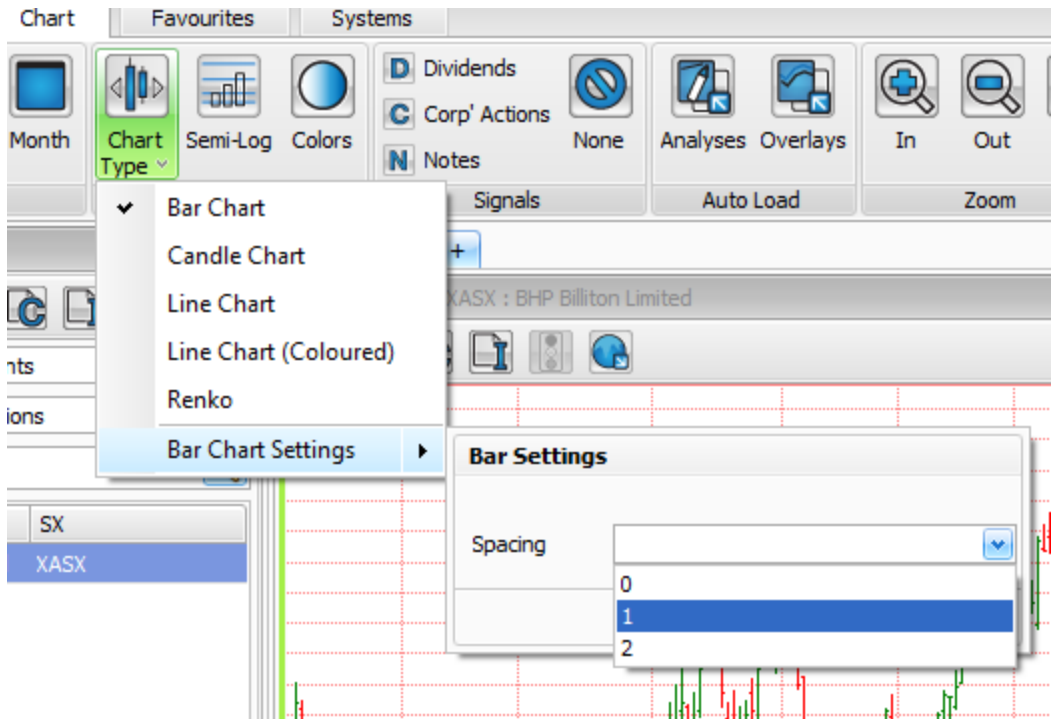 Chart Favourites Systems
Month
Chart Type
Semi-Log
Colors
D Dividends
C Corp' Actions
N Notes
None
Analyses
Overlays
In
Out
Signals
Auto Load
Zoom
Bar Chart
Candle Chart
Line Chart
Line Chart (Coloured)
Renko
Bar Chart Settings
+
XASX : BHP Billiton Limited
C
I
I
nts
ions
SX
XASX
Bar Settings
Spacing
0
1
2